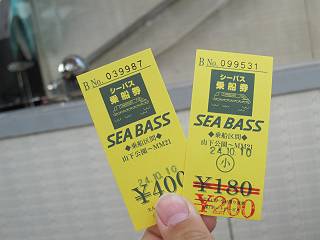 B No. 039987
シーバス
乗船券
SEA BASS
◆乗船区間◆
山下公園〜MM21
24.10.10
¥400
B No. 099531
シーバス
乗船券
SEA BASS
◆乗船区間◆
山下公園〜MM21
24.10.10
小
¥180
¥200